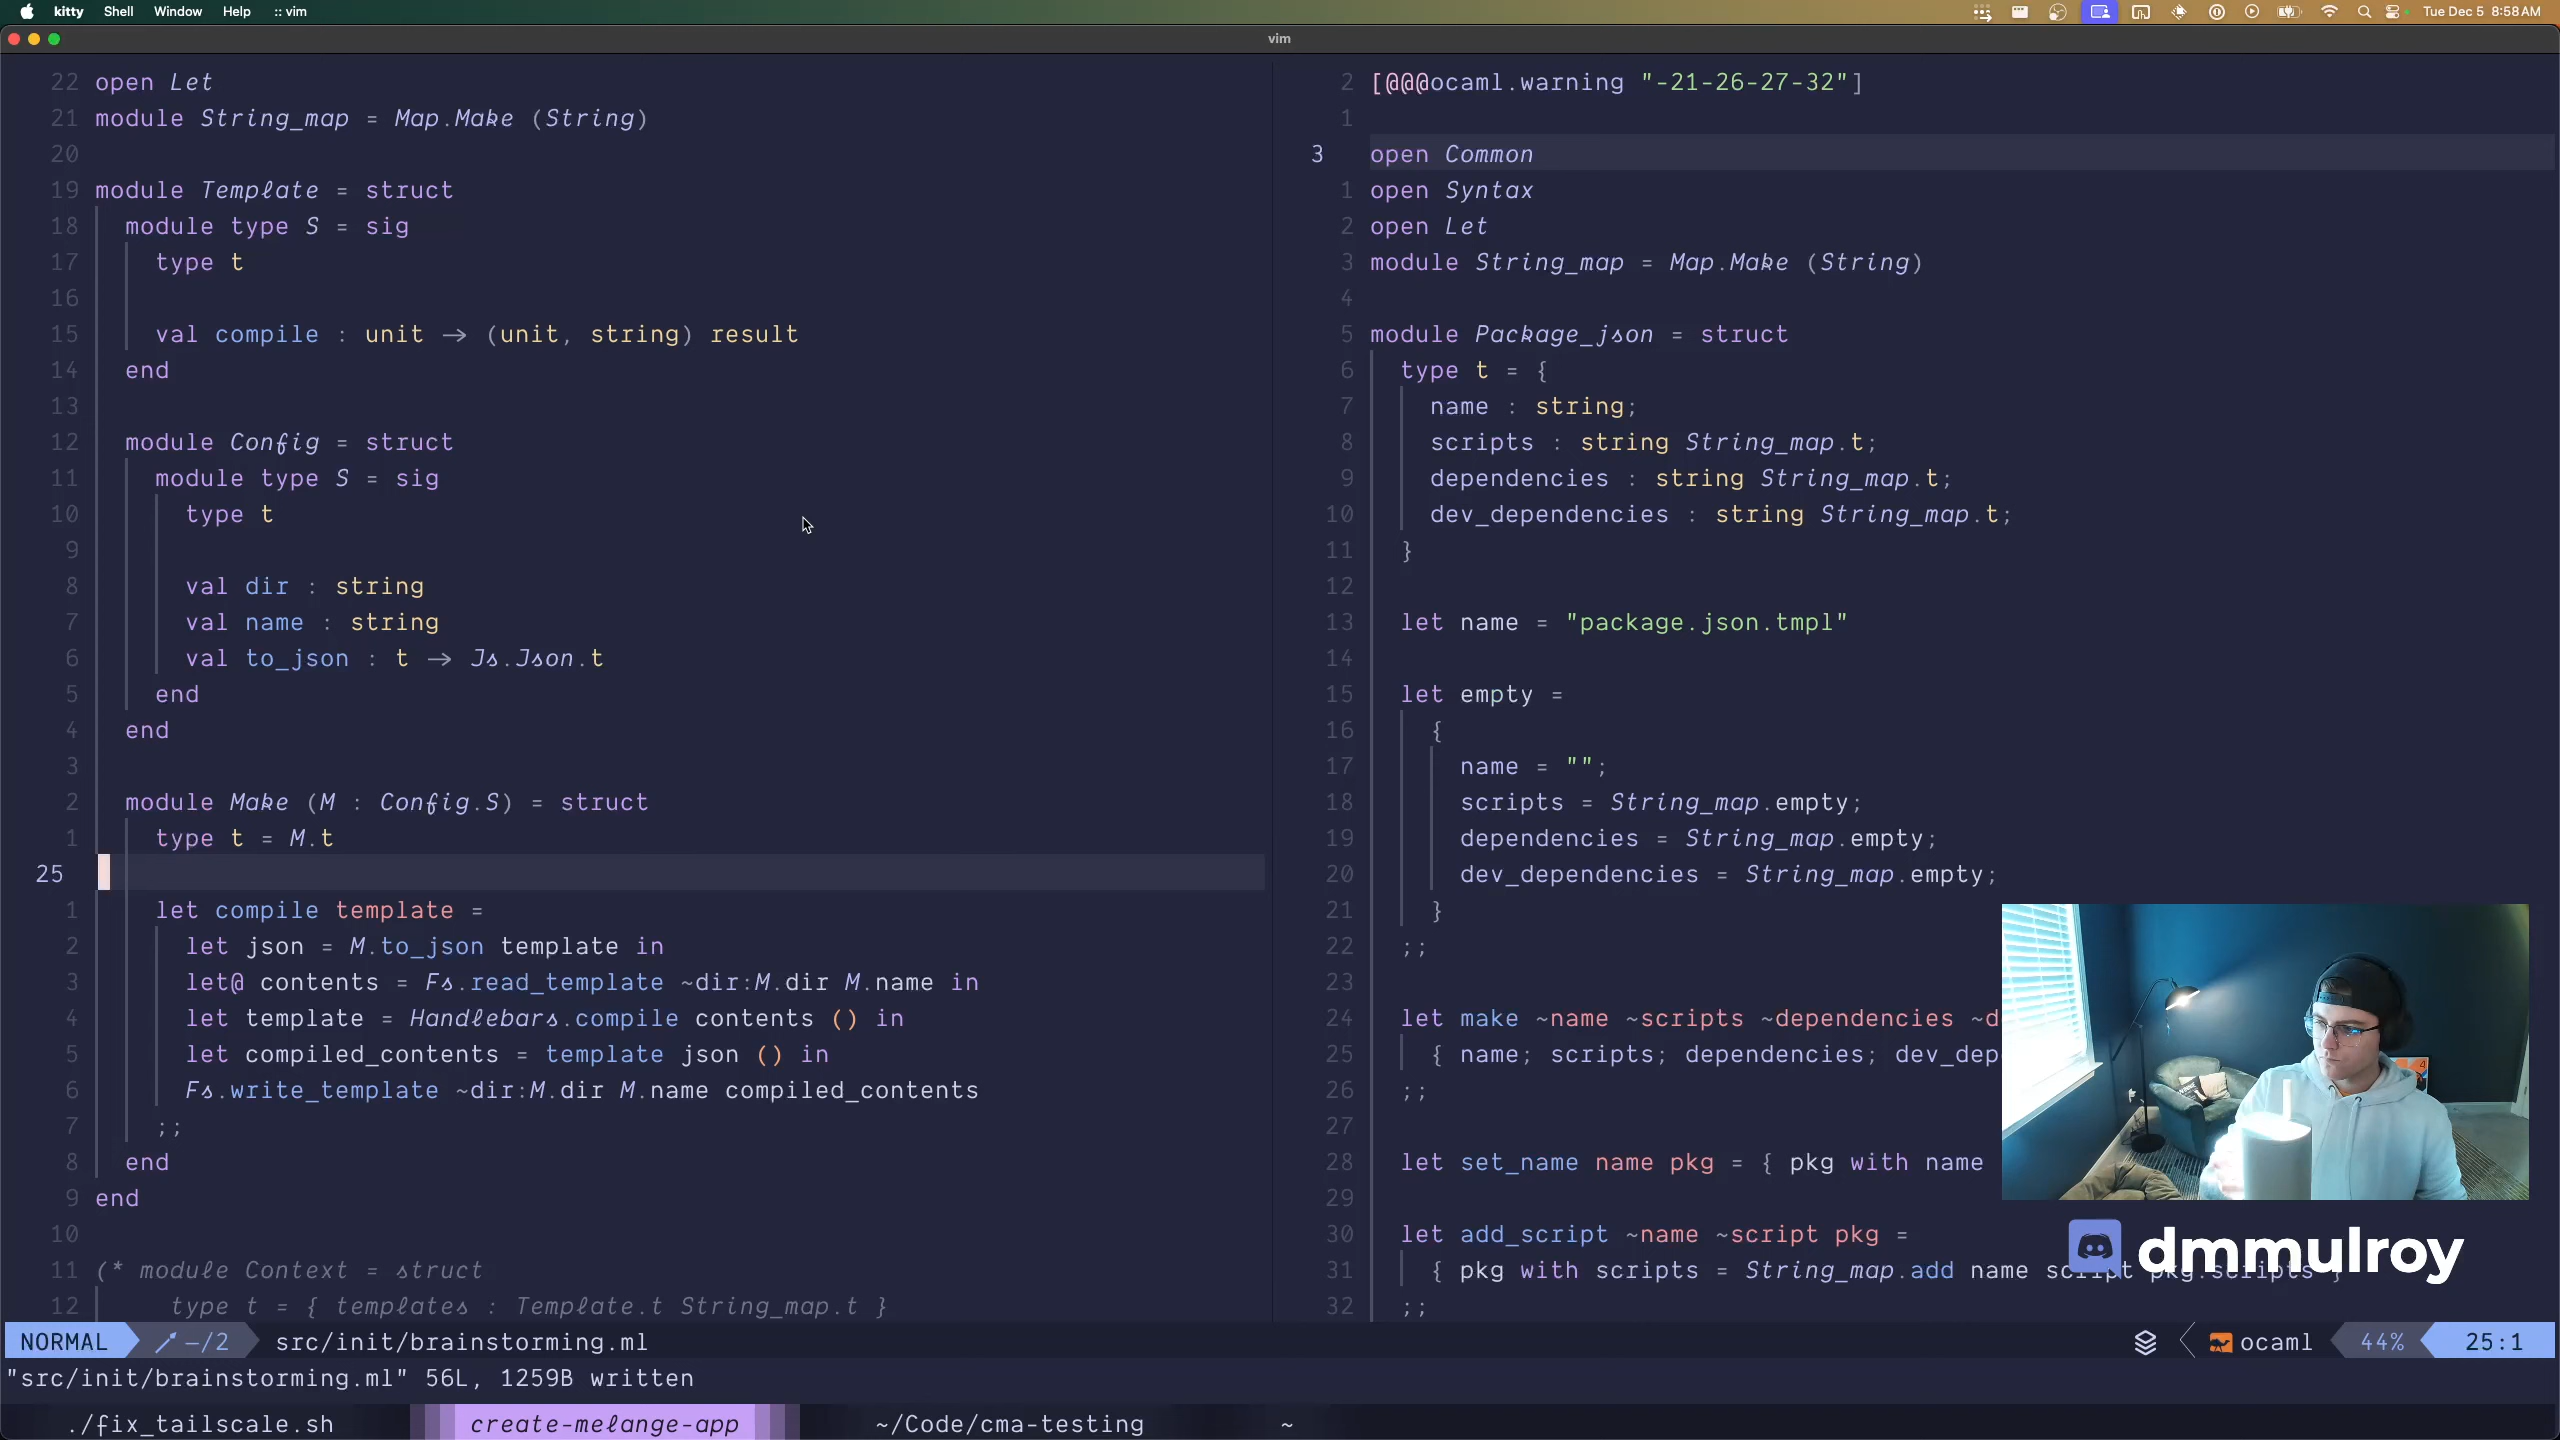 kitty Shell Window Help :: vim
Tue Dec 5 8:58 AM
vim
22 open Let
21 module String_map = Map.Make (String)
20
19 module Template = struct
18 module type S = sig
17 type t
16
15 val compile : unit → (unit, string) result
14 end
13
12 module Config = struct
11 module type S = sig
10 type t
9
8 val dir : string
7 val name : string
6 val to_json : t → Js.Json.t
5 end
4 end
3
2 module Make (M : Config.S) = struct
1 type t = M.t
25
1 let compile template =
2 let json = M.to_json template in
3 let@ contents = Fs.read_template ~dir:M.dir M.name in
4 let template = Handlebars.compile contents () in
5 let compiled_contents = template json () in
6 Fs.write_template ~dir:M.dir M.name compiled_contents
7 ;;
8 end
9 end
10
11 (* module Context = struct
12 type t = { templates : Template.t String_map.t }
2 [@@@ocaml.warning "-21-26-27-32"]
1
3 open Common
1 open Syntax
2 open Let
3 module String_map = Map.Make (String)
4
5 module Package_json = struct
6 type t = {
7 name : string;
8 scripts : string String_map.t;
9 dependencies : string String_map.t;
10 dev_dependencies : string String_map.t;
11 }
12
13 let name = "package.json.tmpl"
14
15 let empty =
16 {
17 name = "";
18 scripts = String_map.empty;
19 dependencies = String_map.empty;
20 dev_dependencies = String_map.empty;
21 }
22 ;;
23
24 let make ~name ~scripts ~dependencies ~d
25 { name; scripts; dependencies; dev_dep
26 ;;
27
28 let set_name name pkg = { pkg with name
29
30 let add_script ~name ~script pkg =
31 { pkg with scripts = String_map.add name script pkg.scripts }
32 ;;
dmmulroy
NORMAL −/2 src/init/brainstorming.ml ocaml 44% 25:1
"src/init/brainstorming.ml" 56L, 1259B written
./fix_tailscale.sh create-melange-app ~/Code/cma-testing ~